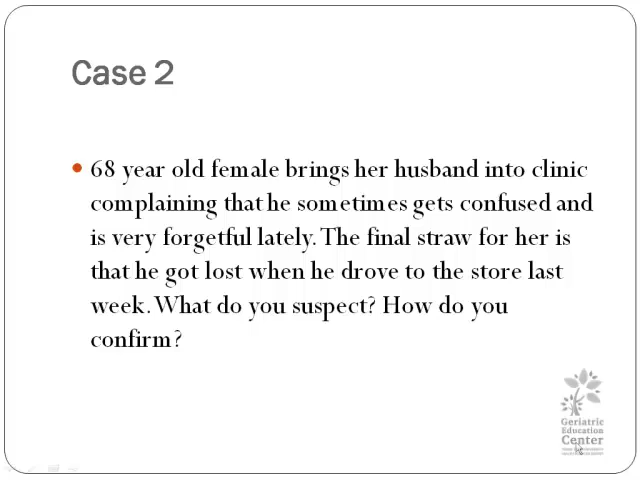 Case 2
68 year old female brings her husband into clinic
complaining that he sometimes gets confused and
is very forgetful lately. The final straw for her is
that he got lost when he drove to the store last
week. What do you suspect? How do you
confirm?
Geriatric
Education
Center